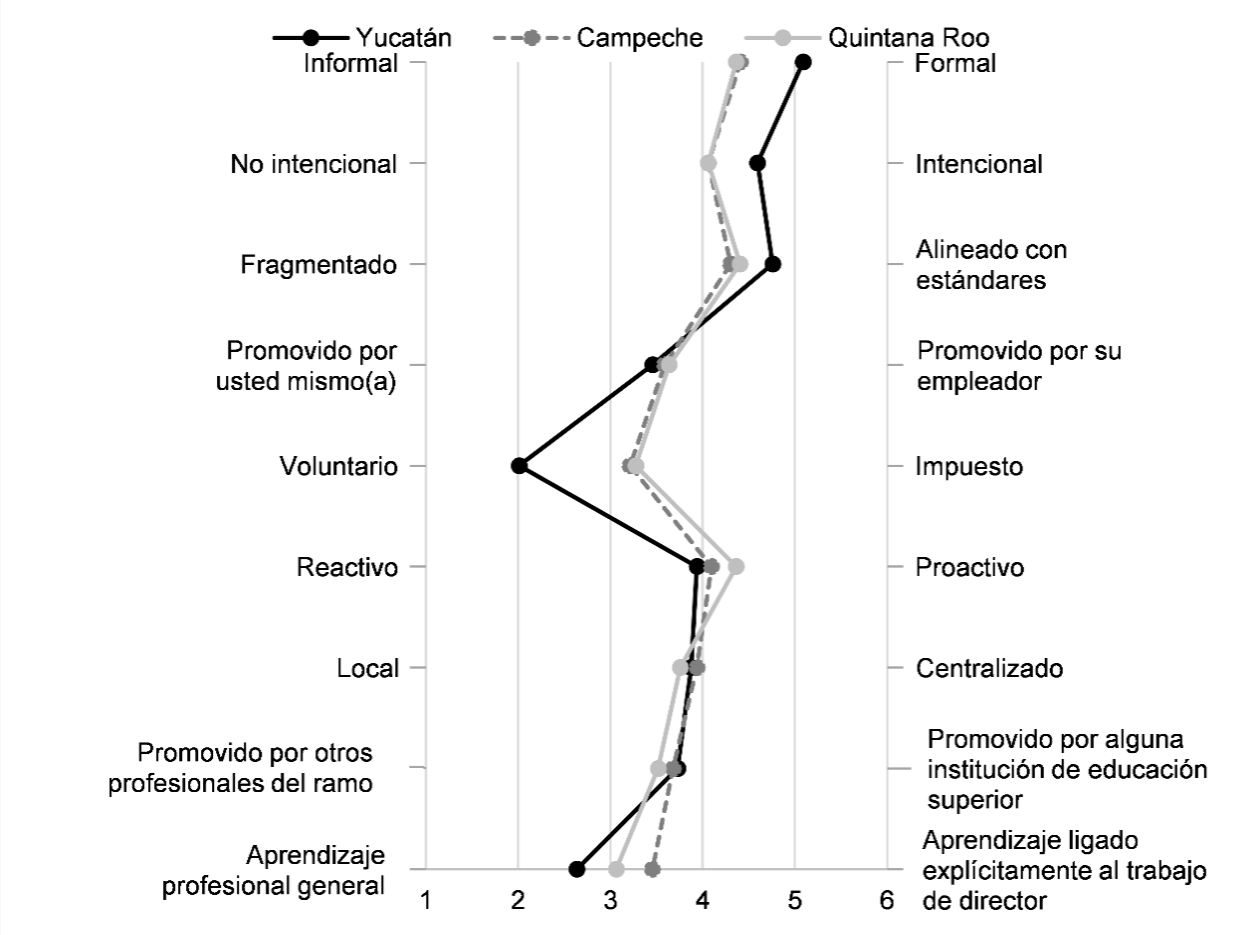 Yucatán Campeche Quintana Roo
Informal Formal
No intencional Intencional
Fragmentado Alineado con
estándares
Promovido por Promovido por su
usted mismo(a) empleador
Voluntario Impuesto
Reactivo Proactivo
Local Centralizado
Promovido por otros
profesionales del ramo
Promovido por alguna
institución de educación
superior
Aprendizaje
profesional general
Aprendizaje ligado
explícitamente al trabajo
de director
1 2 3 4 5 6